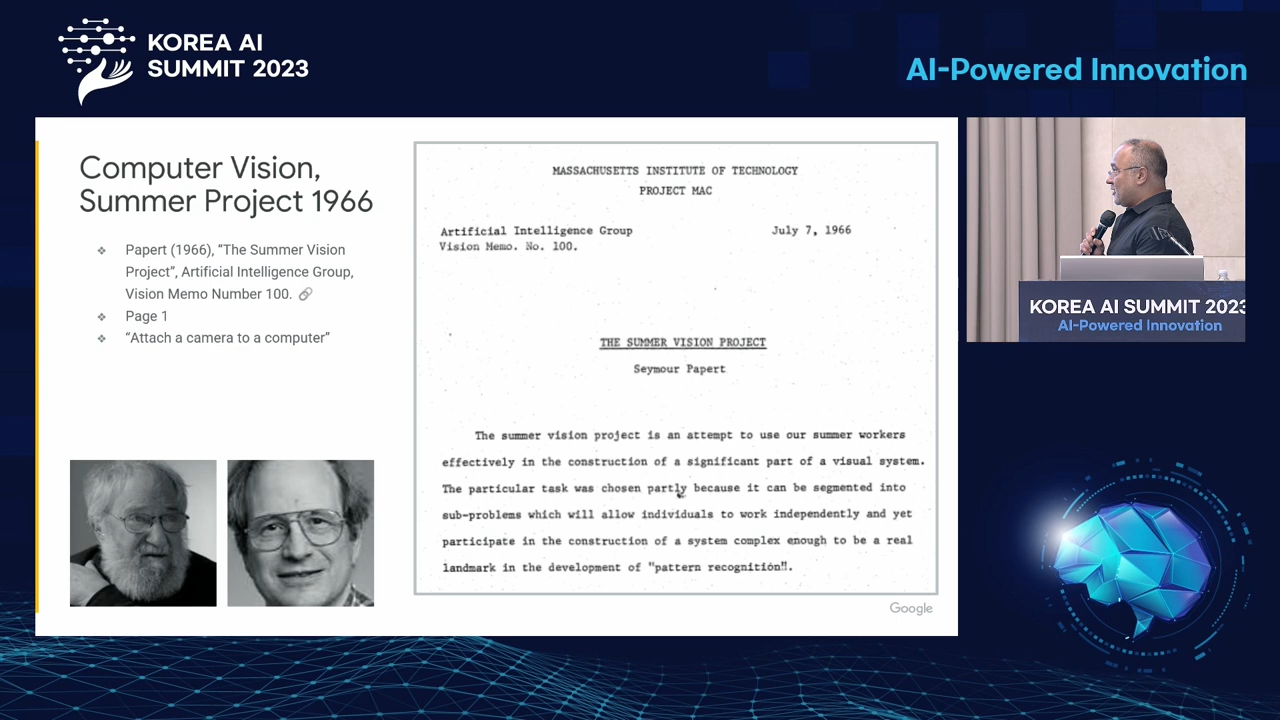 KOREA AI
SUMMIT 2023
AI-Powered Innovation
Computer Vision,
Summer Project 1966
❖ Papert (1966), “The Summer Vision
Project”, Artificial Intelligence Group,
Vision Memo Number 100.
❖ Page 1
❖ “Attach a camera to a computer”
MASSACHUSETTS INSTITUTE OF TECHNOLOGY
PROJECT MAC
Artificial Intelligence Group July 7, 1966
Vision Memo. No. 100.
THE SUMMER VISION PROJECT
Seymour Papert
The summer vision project is an attempt to use our summer workers
effectively in the construction of a significant part of a visual system.
The particular task was chosen partly because it can be segmented into
sub-problems which will allow individuals to work independently and yet
participate in the construction of a system complex enough to be a real
landmark in the development of "pattern recognition".
Google
KOREA AI SUMMIT 2023
AI-Powered Innovation